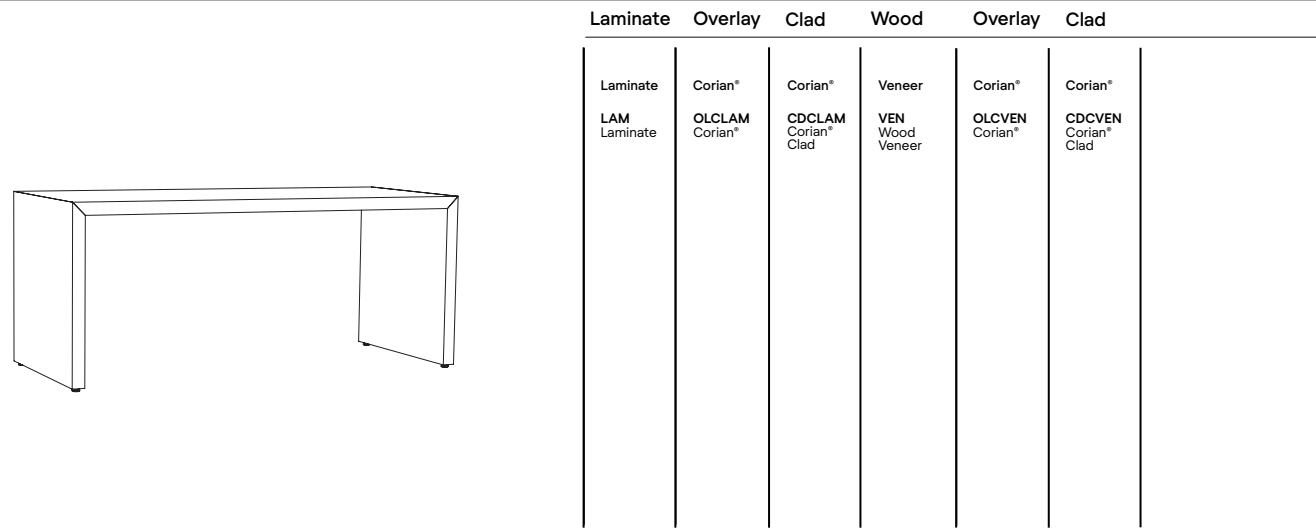 Laminate Overlay Clad Wood Overlay Clad
Laminate Corian® Corian® Veneer Corian® Corian®
LAM OLCLAM CDCLAM VEN OLCVEN CDCVEN
Laminate Corian® Corian® Wood Corian® Corian®
Clad Veneer Clad